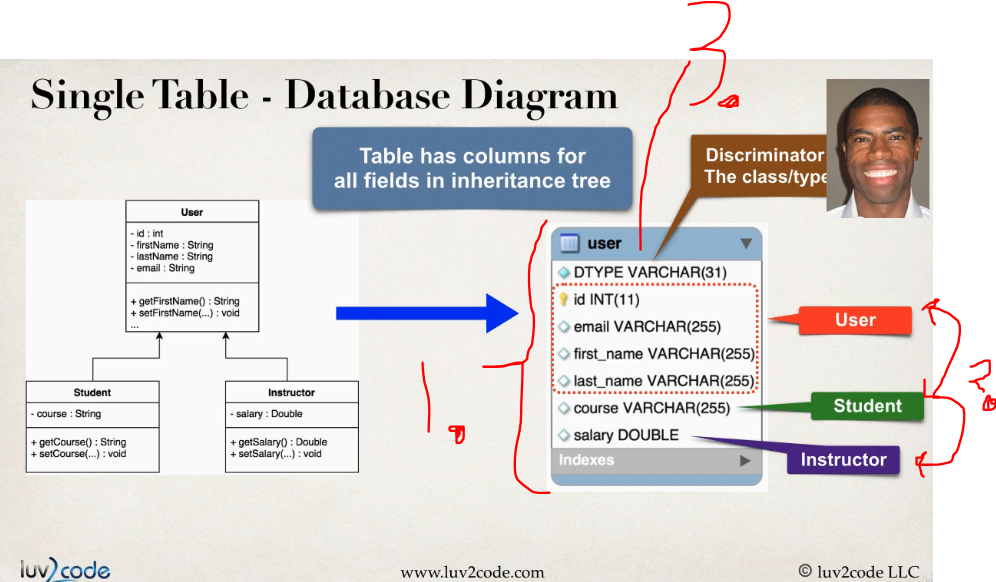 3.
Single Table - Database Diagram
Table has columns for
all fields in inheritance tree
Discriminator
The class/type
User
- id : int
- firstName : String
- lastName : String
- email : String
+ getFirstName() : String
+ setFirstName(...) : void
...
Student
- course : String
+ getCourse() : String
+ setCourse(...) : void
Instructor
- salary : Double
+ getSalary() : Double
+ setSalary(...) : void
1.
user
DTYPE VARCHAR(31)
id INT(11)
email VARCHAR(255)
first_name VARCHAR(255)
last_name VARCHAR(255)
course VARCHAR(255)
salary DOUBLE
Indexes
User
Student
Instructor
luv2code
www.luv2code.com
© luv2code LLC